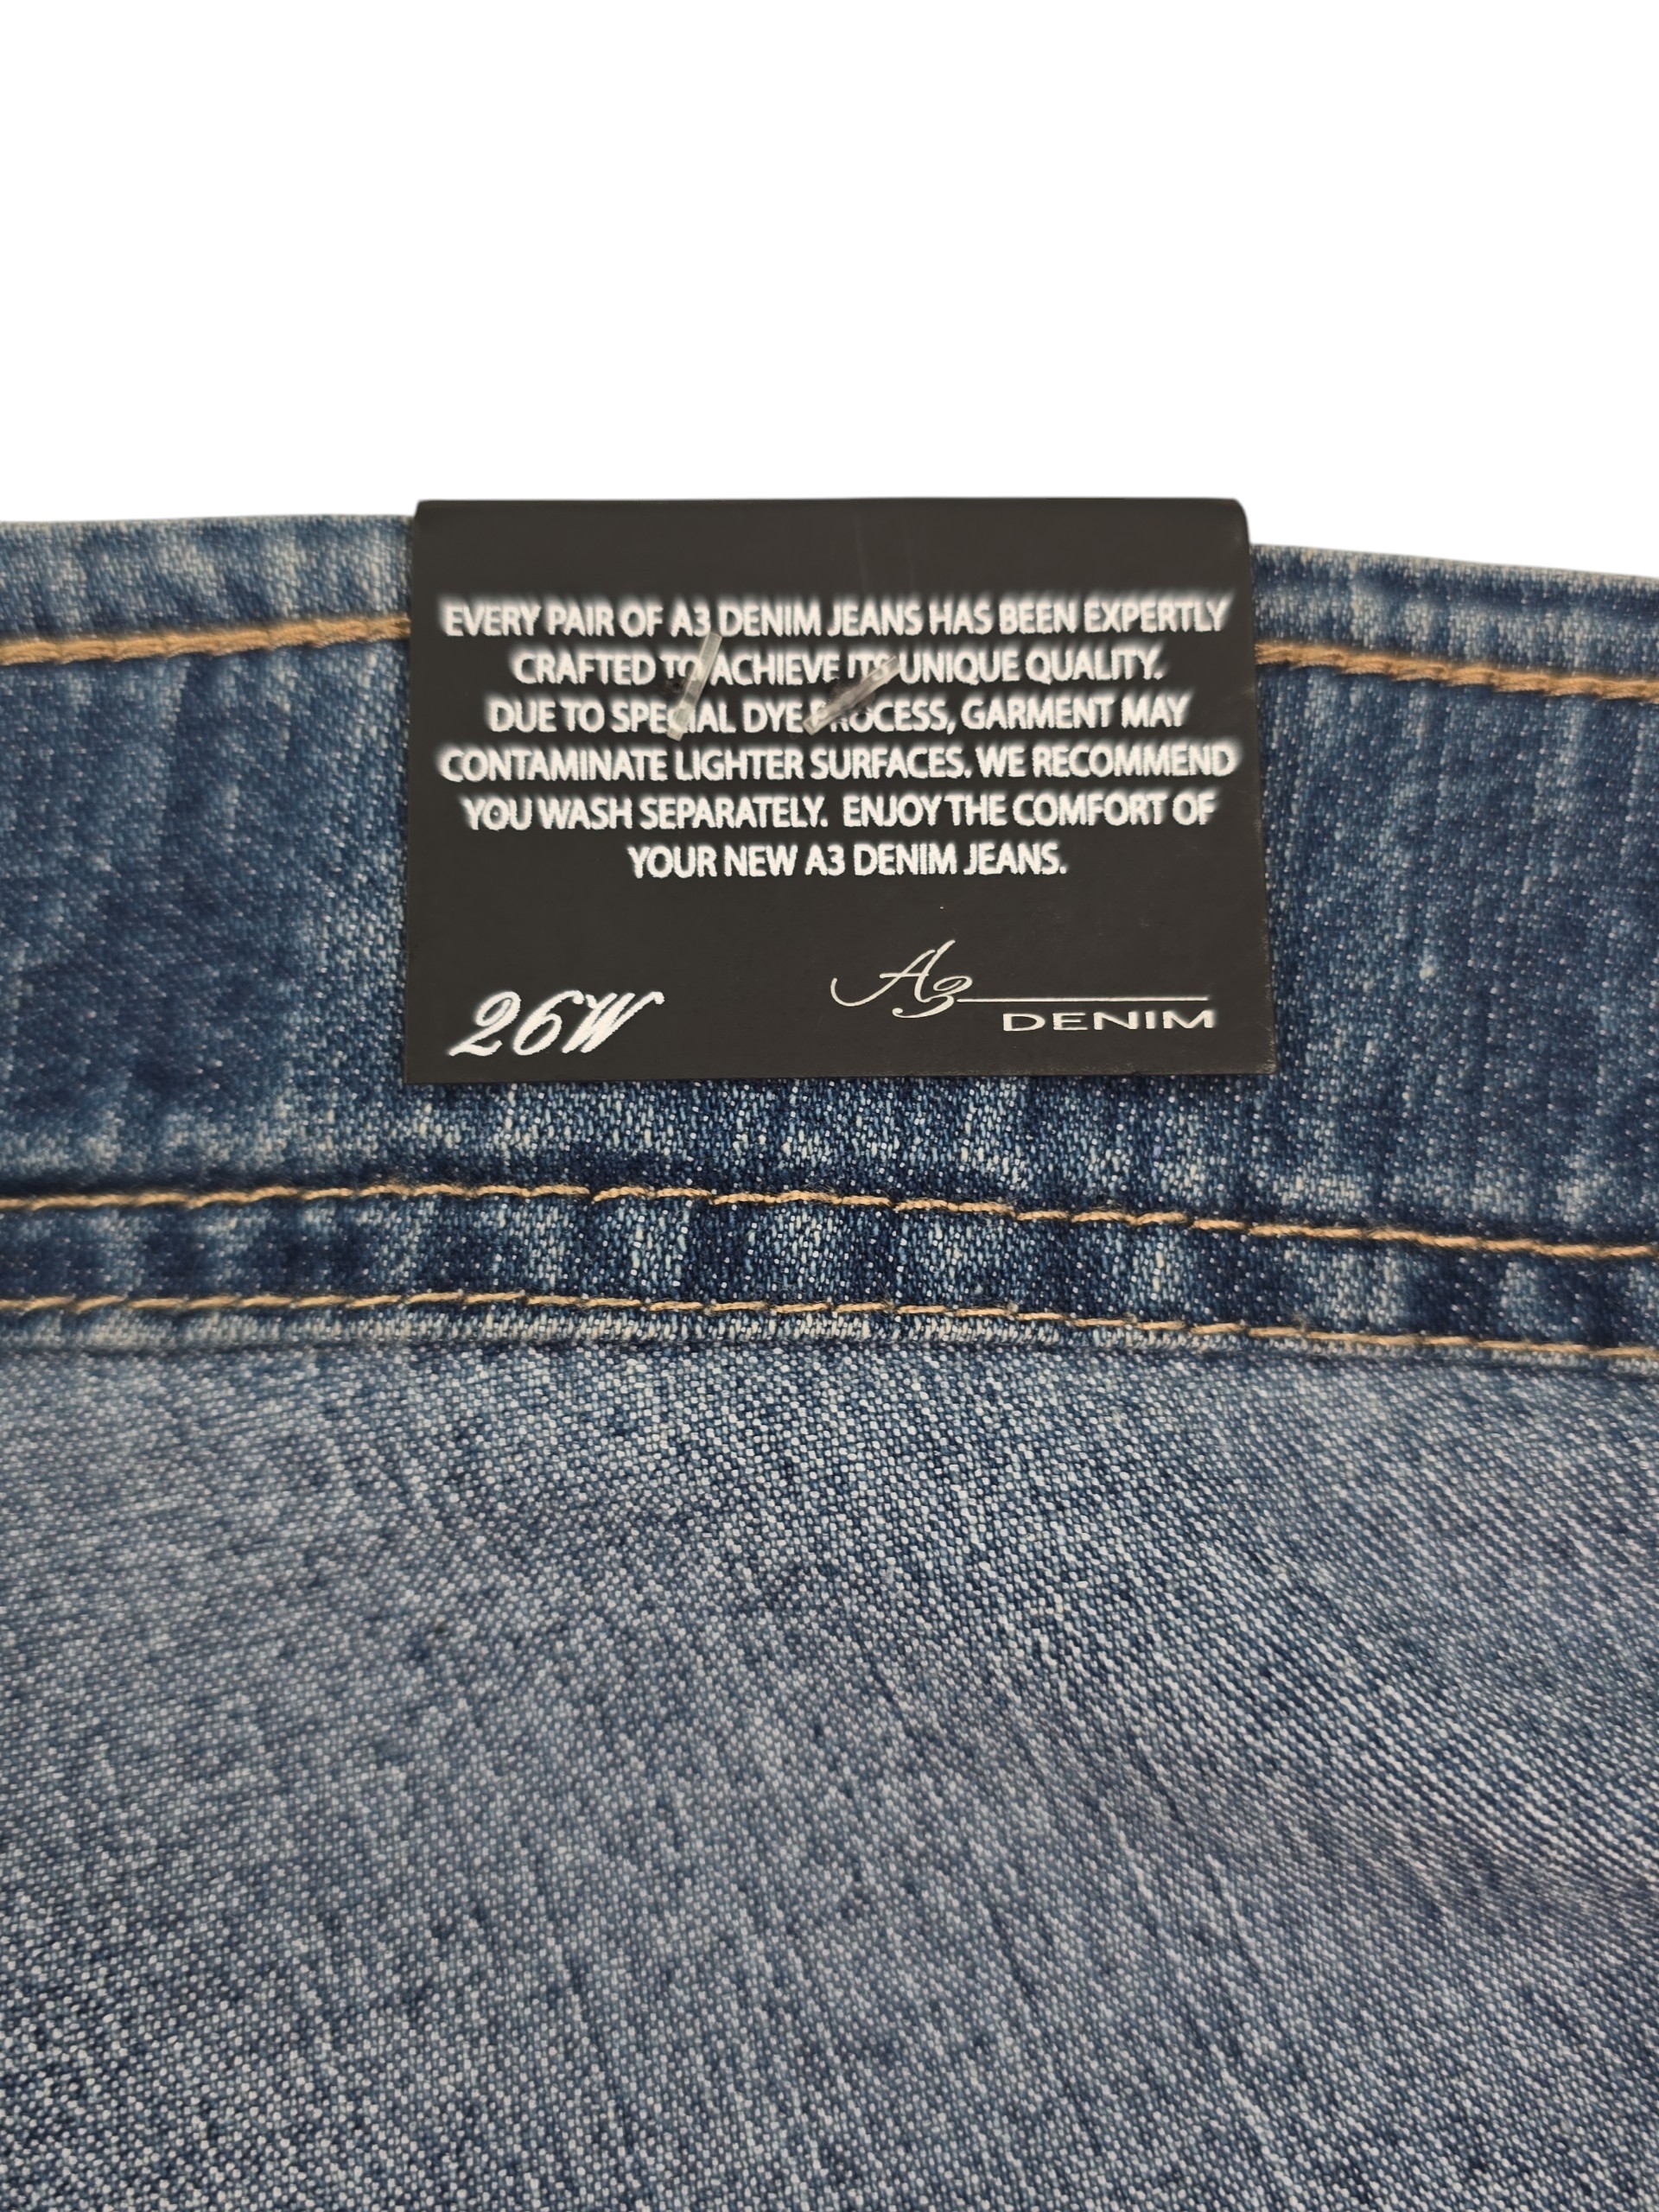 EVERY PAIR OF A3 DENIM JEANS HAS BEEN EXPERTLY
CRAFTED TO ACHIEVE ITS UNIQUE QUALITY.
DUE TO SPECIAL DYE PROCESS, GARMENT MAY
CONTAMINATE LIGHTER SURFACES. WE RECOMMEND
YOU WASH SEPARATELY. ENJOY THE COMFORT OF
YOUR NEW A3 DENIM JEANS.
26W
A3
DENIM